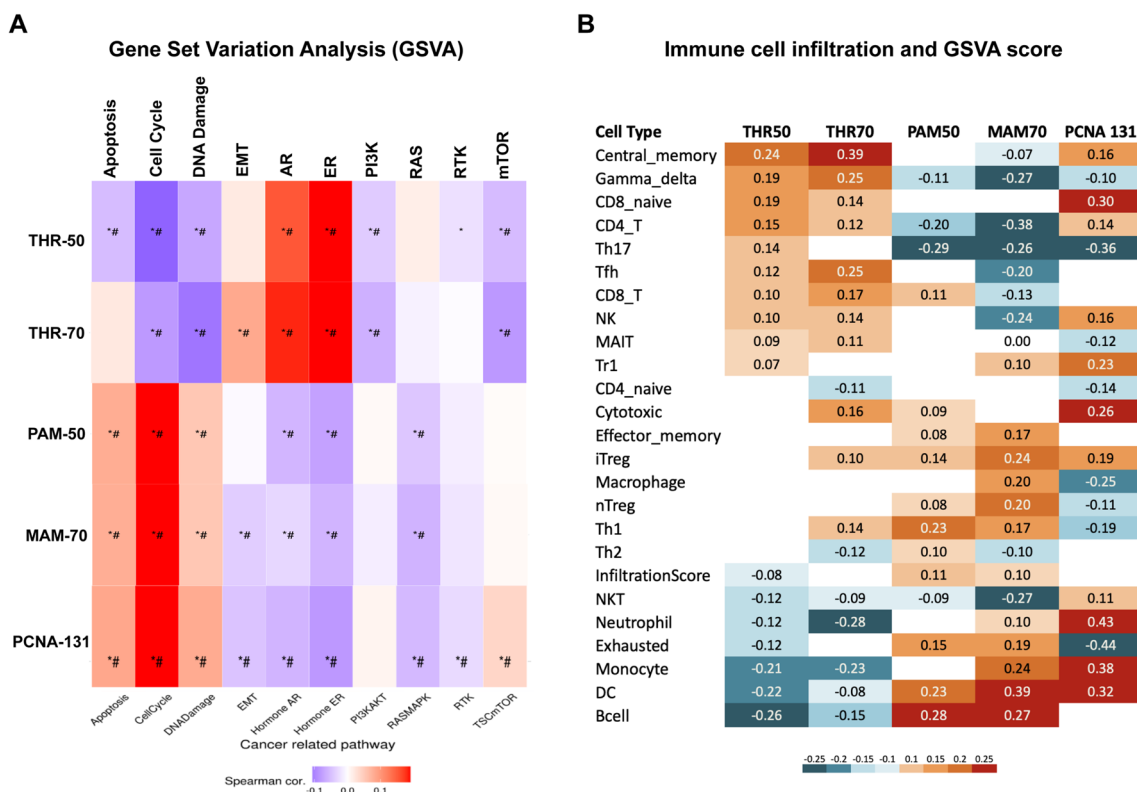 A
Gene Set Variation Analysis (GSVA)
Apoptosis Cell Cycle DNA Damage EMT AR ER PI3K RAS RTK mTOR
THR-50 *# *# *# *# *# *# * *#
THR-70 *# *# *# *# *# *# *#
PAM-50 *# *# *# *# *# *#
MAM-70 *# *# *# *# *# *# *#
PCNA-131 *# *# *# *# *# *# *# *# *#
Apoptosis CellCycle DNADamage EMT Hormone AR Hormone ER PI3KAKT RASMAPK RTK TSCmTOR
Cancer related pathway
Spearman cor.
-0.1 0.0 0.1
B
Immune cell infiltration and GSVA score
Cell Type THR50 THR70 PAM50 MAM70 PCNA 131
Central_memory 0.24 0.39 -0.07 0.16
Gamma_delta 0.19 0.25 -0.11 -0.27 -0.10
CD8_naive 0.19 0.14 0.30
CD4_T 0.15 0.12 -0.20 -0.38 0.14
Th17 0.14 -0.29 -0.26 -0.36
Tfh 0.12 0.25 -0.20
CD8_T 0.10 0.17 0.11 -0.13
NK 0.10 0.14 -0.24 0.16
MAIT 0.09 0.11 0.00 -0.12
Tr1 0.07 0.10 0.23
CD4_naive -0.11 -0.14
Cytotoxic 0.16 0.09 0.26
Effector_memory 0.08 0.17
iTreg 0.10 0.14 0.24 0.19
Macrophage 0.20 -0.25
nTreg 0.08 0.20 -0.11
Th1 0.14 0.23 0.17 -0.19
Th2 -0.12 0.10 -0.10
InfiltrationScore -0.08 0.11 0.10
NKT -0.12 -0.09 -0.09 -0.27 0.11
Neutrophil -0.12 -0.28 0.10 0.43
Exhausted -0.12 0.15 0.19 -0.44
Monocyte -0.21 -0.23 0.24 0.38
DC -0.22 -0.08 0.23 0.39 0.32
Bcell -0.26 -0.15 0.28 0.27
-0.25 -0.2 -0.15 -0.1 0.1 0.15 0.2 0.25